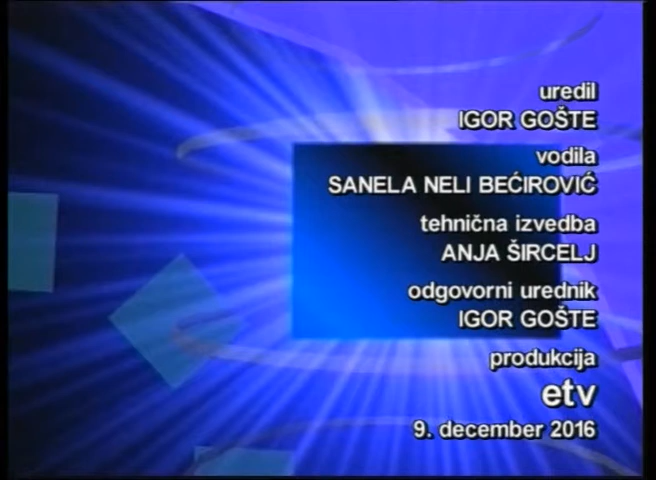 uredil
IGOR GOŠTE
vodila
SANELA NELI BEĆIROVIĆ
tehnična izvedba
ANJA ŠIRCELJ
odgovorni urednik
IGOR GOŠTE
produkcija
etv
9. december 2016